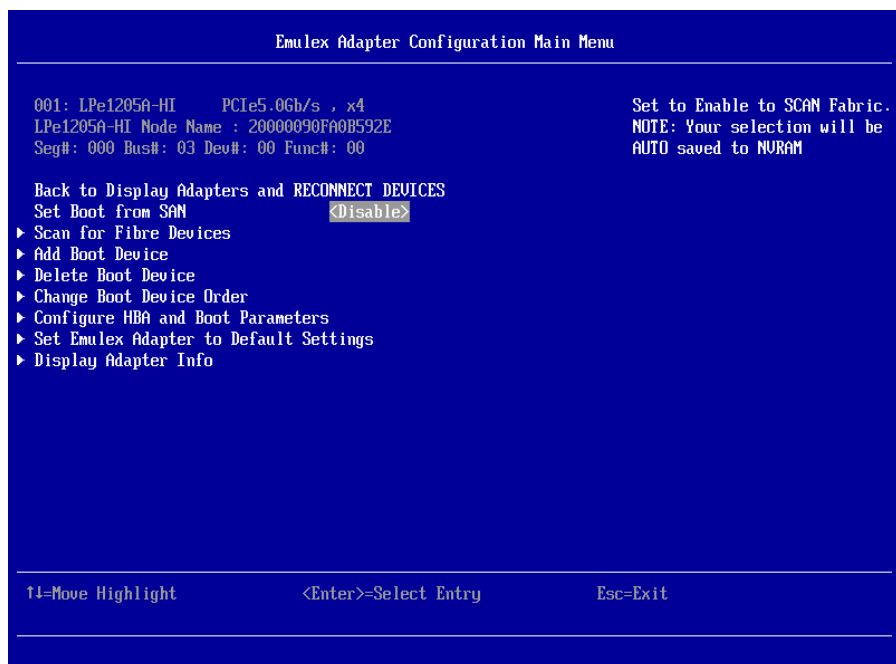 Emulex Adapter Configuration Main Menu
001: LPe1205A-HI PCIe5.0Gb/s , x4
LPe1205A-HI Node Name : 20000090FA0B592E
Seg#: 000 Bus#: 03 Dev#: 00 Func#: 00
Set to Enable to SCAN Fabric.
NOTE: Your selection will be
AUTO saved to NVRAM
Back to Display Adapters and RECONNECT DEVICES
Set Boot from SAN <Disable>
▶ Scan for Fibre Devices
▶ Add Boot Device
▶ Delete Boot Device
▶ Change Boot Device Order
▶ Configure HBA and Boot Parameters
▶ Set Emulex Adapter to Default Settings
▶ Display Adapter Info
↑↓=Move Highlight <Enter>=Select Entry Esc=Exit